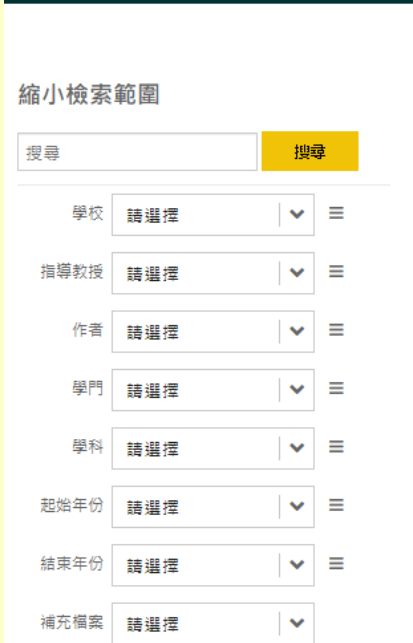 縮小檢索範圍
搜尋 搜尋
學校 請選擇
指導教授 請選擇
作者 請選擇
學門 請選擇
學科 請選擇
起始年份 請選擇
結束年份 請選擇
補充檔案 請選擇